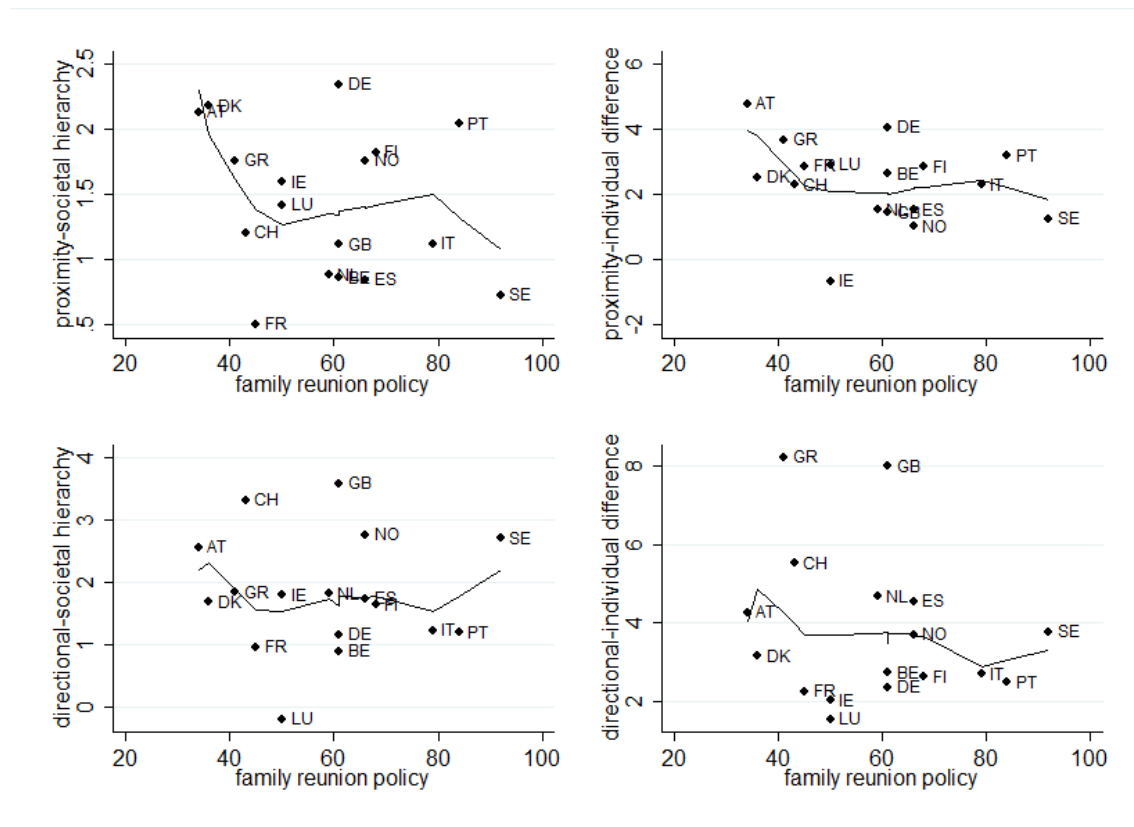 proximity-societal hierarchy
2.5
2
1.5
1
.5
DE
DK
AT
PT
FI
NO
GR
IE
LU
CH
GB
IT
NL
BE
ES
SE
FR
20 40 60 80 100
family reunion policy
proximity-individual difference
6
4
2
0
-2
AT
DE
GR
PT
FR
LU
FI
BE
DK
CH
IT
NL
GB
ES
SE
NO
IE
20 40 60 80 100
family reunion policy
directional-societal hierarchy
4
3
2
1
0
GB
CH
NO
SE
AT
GR
IE
NL
ES
DK
FI
IT
PT
DE
FR
BE
LU
20 40 60 80 100
family reunion policy
directional-individual difference
8
6
4
2
GR
GB
CH
NL
ES
AT
NO
SE
DK
BE
IT
FI
PT
DE
FR
IE
LU
20 40 60 80 100
family reunion policy